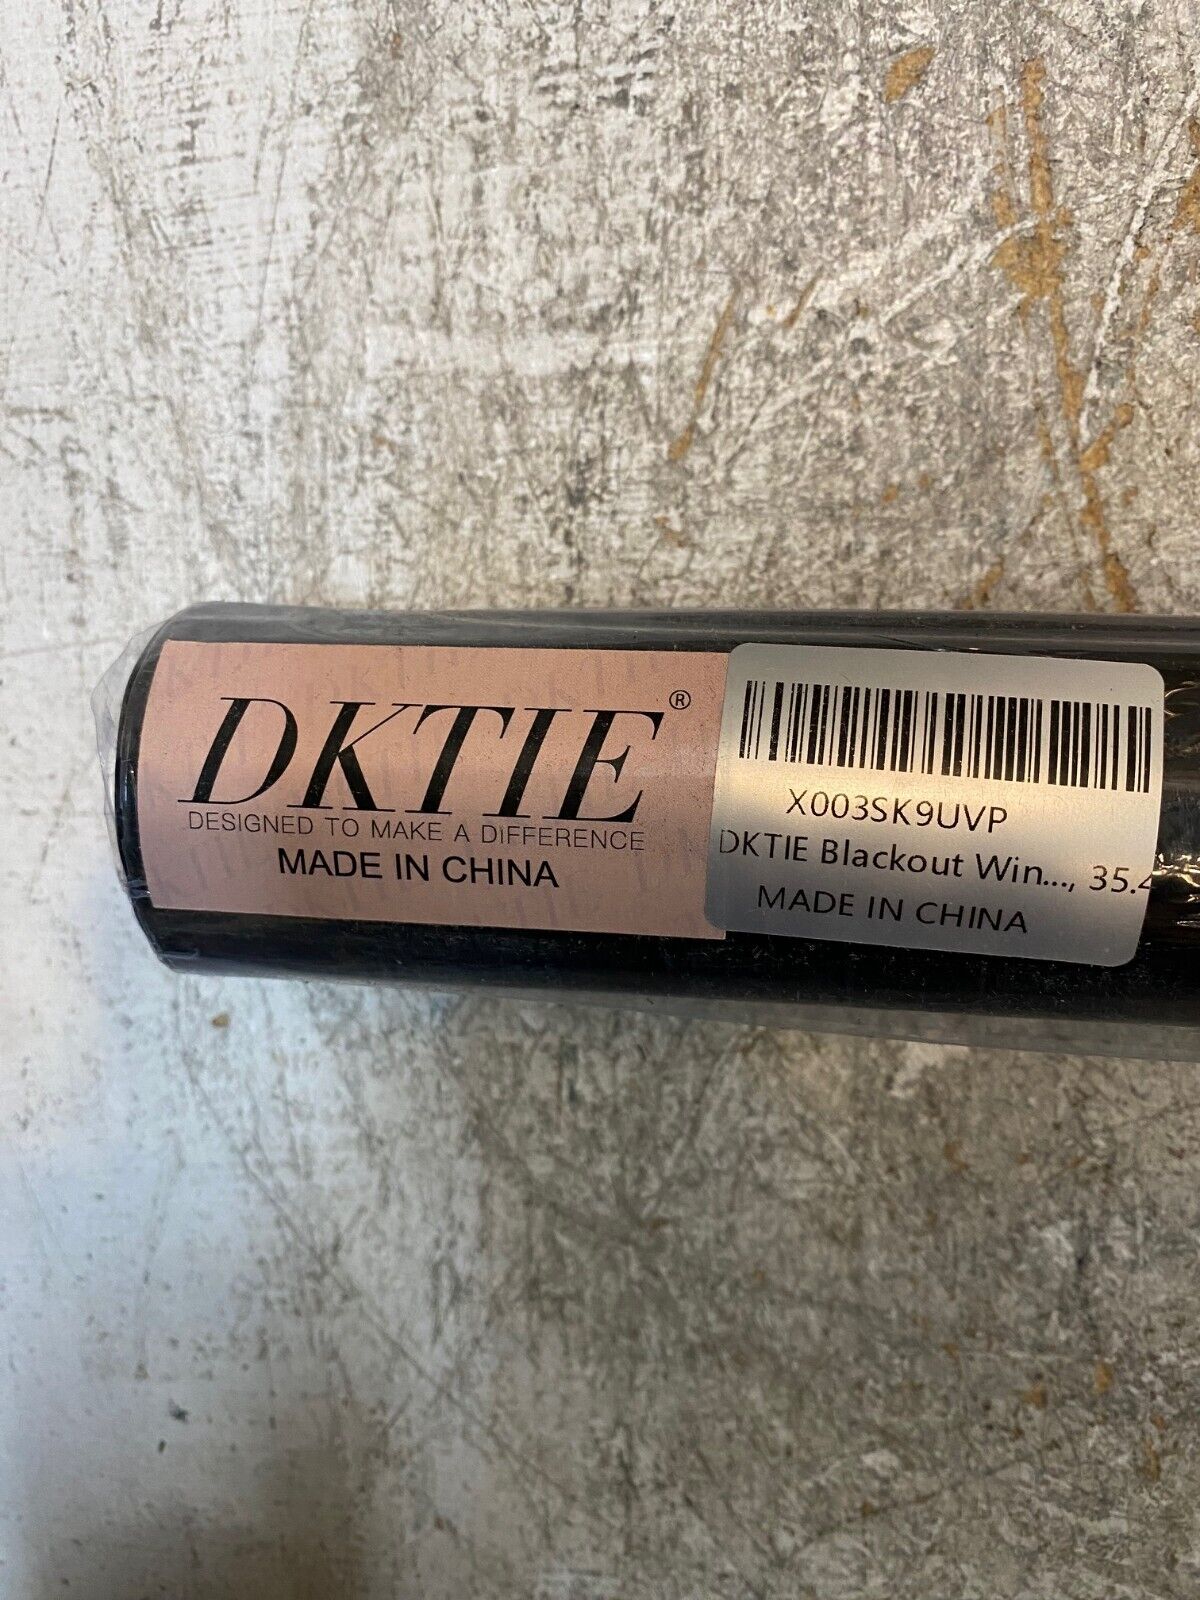 DKTIE®
DESIGNED TO MAKE A DIFFERENCE
MADE IN CHINA
X003SK9UVP
DKTIE Blackout Win..., 35.4
MADE IN CHINA